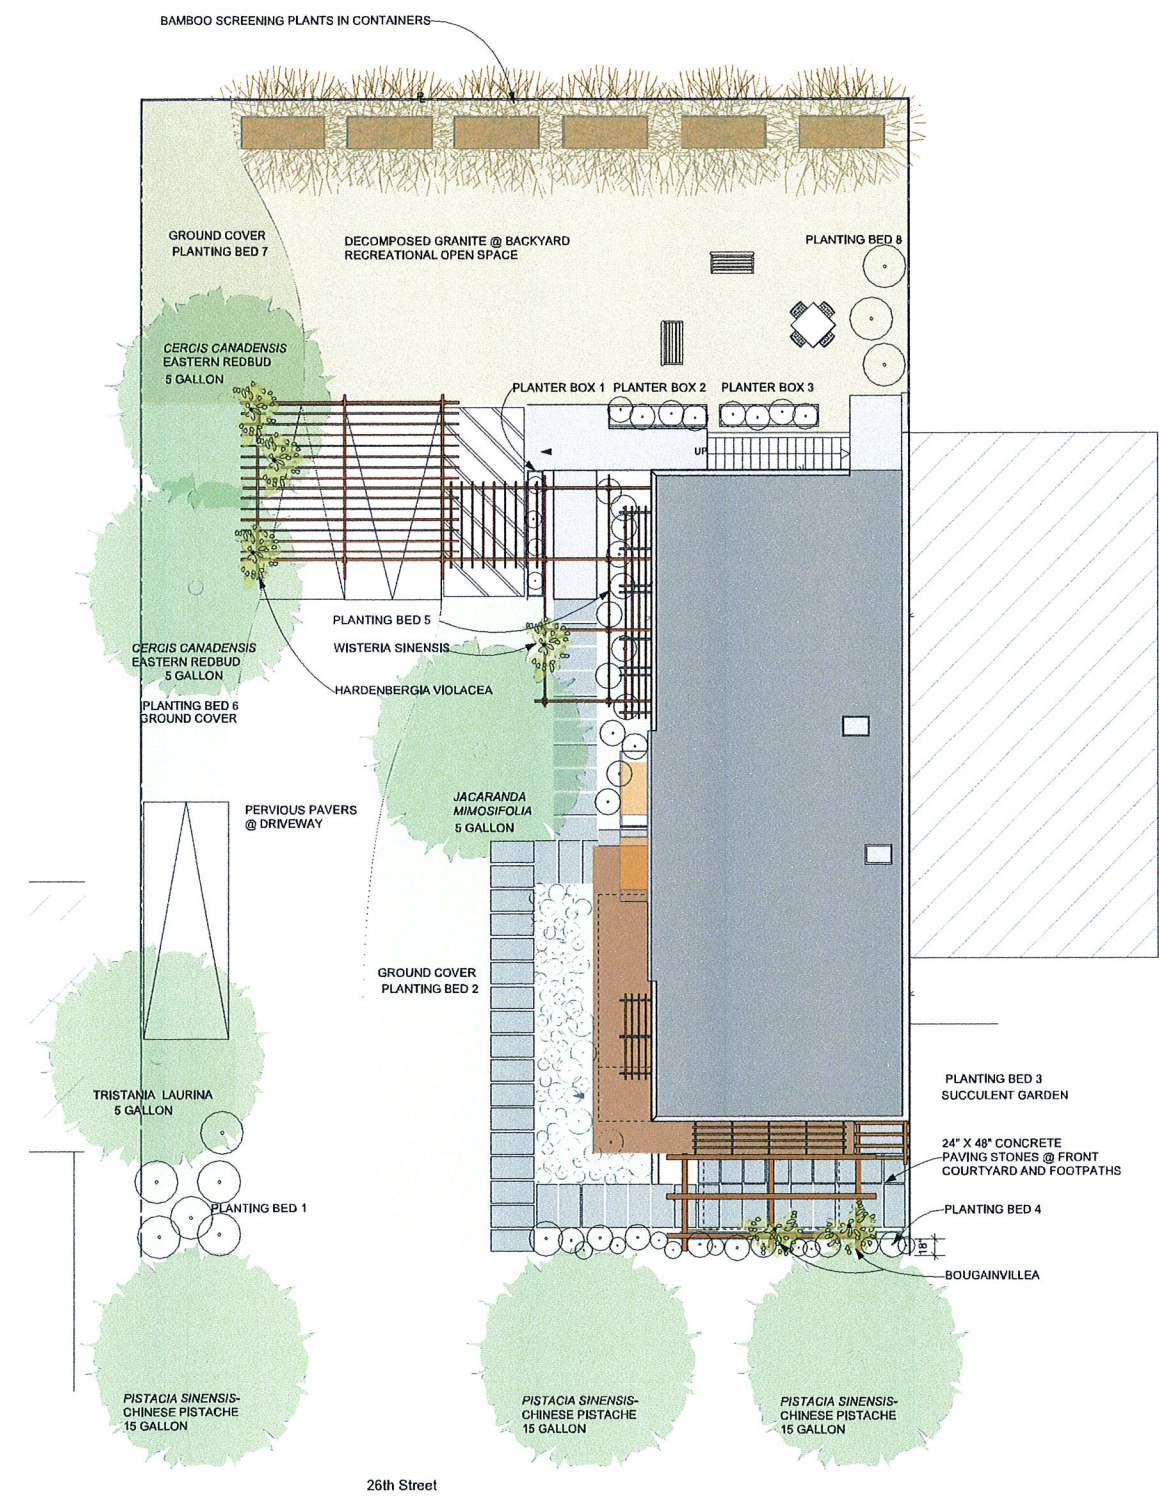 BAMBOO SCREENING PLANTS IN CONTAINERS
PL
GROUND COVER
PLANTING BED 7
DECOMPOSED GRANITE @ BACKYARD
RECREATIONAL OPEN SPACE
PLANTING BED 8
CERCIS CANADENSIS
EASTERN REDBUD
5 GALLON
PLANTER BOX 1
PLANTER BOX 2
PLANTER BOX 3
UP
PLANTING BED 5
WISTERIA SINENSIS
CERCIS CANADENSIS
EASTERN REDBUD
5 GALLON
HARDENBERGIA VIOLACEA
PLANTING BED 6
GROUND COVER
JACARANDA
MIMOSIFOLIA
5 GALLON
PERVIOUS PAVERS
@ DRIVEWAY
GROUND COVER
PLANTING BED 2
TRISTANIA LAURINA
5 GALLON
PLANTING BED 3
SUCCULENT GARDEN
24" X 48" CONCRETE
PAVING STONES @ FRONT
COURTYARD AND FOOTPATHS
PLANTING BED 1
PLANTING BED 4
18"
BOUGAINVILLEA
PISTACIA SINENSIS-
CHINESE PISTACHE
15 GALLON
PISTACIA SINENSIS-
CHINESE PISTACHE
15 GALLON
PISTACIA SINENSIS-
CHINESE PISTACHE
15 GALLON
26th Street